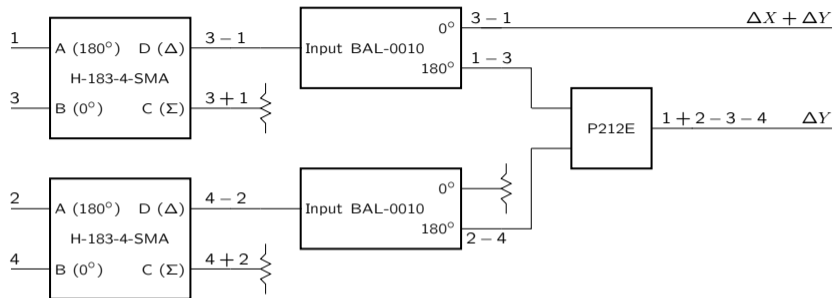 1
A (180°) D (Δ)
3 − 1
Input BAL-0010
0°
3 − 1
ΔX + ΔY
180°
1 − 3
H-183-4-SMA
3
B (0°) C (Σ)
3 + 1
P212E
1 + 2 − 3 − 4
ΔY
2
A (180°) D (Δ)
4 − 2
Input BAL-0010
0°
180°
2 − 4
H-183-4-SMA
4
B (0°) C (Σ)
4 + 2